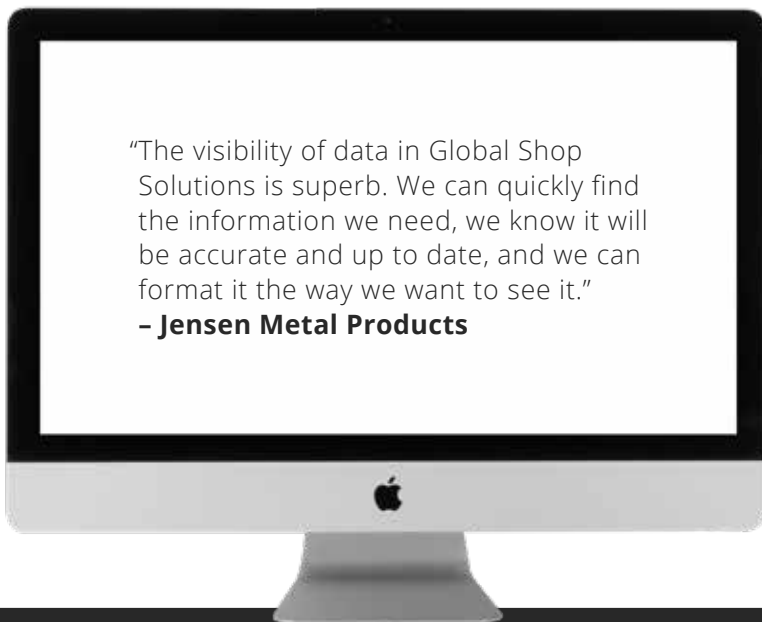 “The visibility of data in Global Shop
Solutions is superb. We can quickly find
the information we need, we know it will
be accurate and up to date, and we can
format it the way we want to see it.”
– Jensen Metal Products